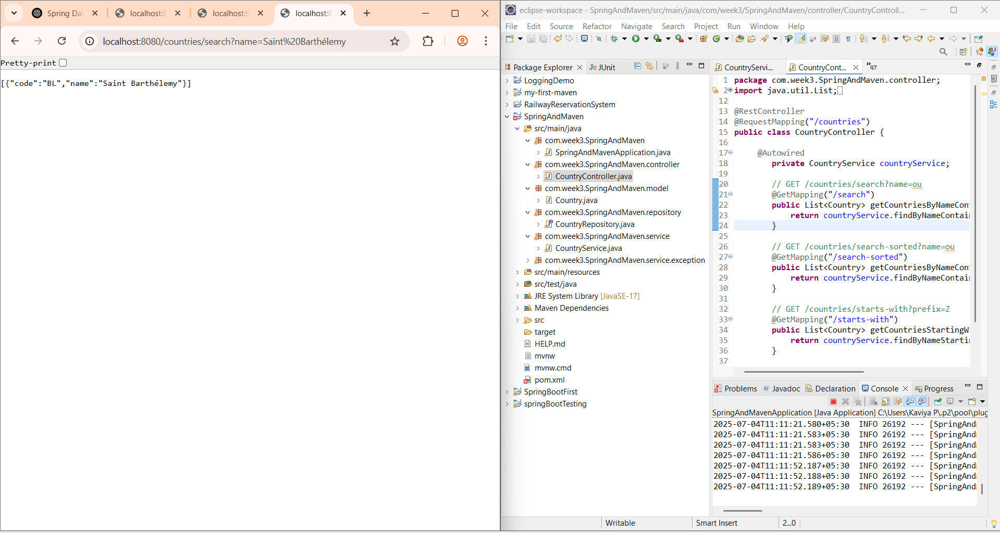 Spring Dat
localhost:8
localhost:8
localhost:8
localhost:8080/countries/search?name=Saint%20Barthélemy
Pretty-print
[{"code":"BL","name":"Saint Barthélemy"}]
eclipse-workspace - SpringAndMaven/src/main/java/com/week3/SpringAndMaven/controller/CountryControll...
File Edit Source Refactor Navigate Search Project Run Window Help
Package Explorer
JUnit
LoggingDemo
my-first-maven
RailwayReservationSystem
SpringAndMaven
src/main/java
com.week3.SpringAndMaven
SpringAndMavenApplication.java
com.week3.SpringAndMaven.controller
CountryController.java
com.week3.SpringAndMaven.model
Country.java
com.week3.SpringAndMaven.repository
CountryRepository.java
com.week3.SpringAndMaven.service
CountryService.java
com.week3.SpringAndMaven.service.exception
src/main/resources
src/test/java
JRE System Library [JavaSE-17]
Maven Dependencies
src
target
HELP.md
mvnw
mvnw.cmd
pom.xml
SpringBootFirst
springBootTesting
CountryServi...
CountryCont...
97
1 package com.week3.SpringAndMaven.controller;
2 import java.util.List;
12
13 @RestController
14 @RequestMapping("/countries")
15 public class CountryController {
16
17 @Autowired
18 private CountryService countryService;
19
20 // GET /countries/search?name=ou
21 @GetMapping("/search")
22 public List<Country> getCountriesByNameCon
23 return countryService.findByNameContai
24 }
25
26 // GET /countries/search-sorted?name=ou
27 @GetMapping("/search-sorted")
28 public List<Country> getCountriesByNameCon
29 return countryService.findByNameContai
30 }
31
32 // GET /countries/starts-with?prefix=Z
33 @GetMapping("/starts-with")
34 public List<Country> getCountriesStartingW
35 return countryService.findByNameStarti
36 }
37
Problems @ Javadoc Declaration Console Progress
SpringAndMavenApplication [Java Application] C:\Users\Kaviya P\.p2\pool\plug
2025-07-04T11:11:21.580+05:30 INFO 26192 --- [SpringAnd
2025-07-04T11:11:21.583+05:30 INFO 26192 --- [SpringAnd
2025-07-04T11:11:21.583+05:30 INFO 26192 --- [SpringAnd
2025-07-04T11:11:21.586+05:30 INFO 26192 --- [SpringAnd
2025-07-04T11:11:52.187+05:30 INFO 26192 --- [SpringAnd
2025-07-04T11:11:52.188+05:30 INFO 26192 --- [SpringAnd
2025-07-04T11:11:52.189+05:30 INFO 26192 --- [SpringAnd
Writable
Smart Insert
2...0